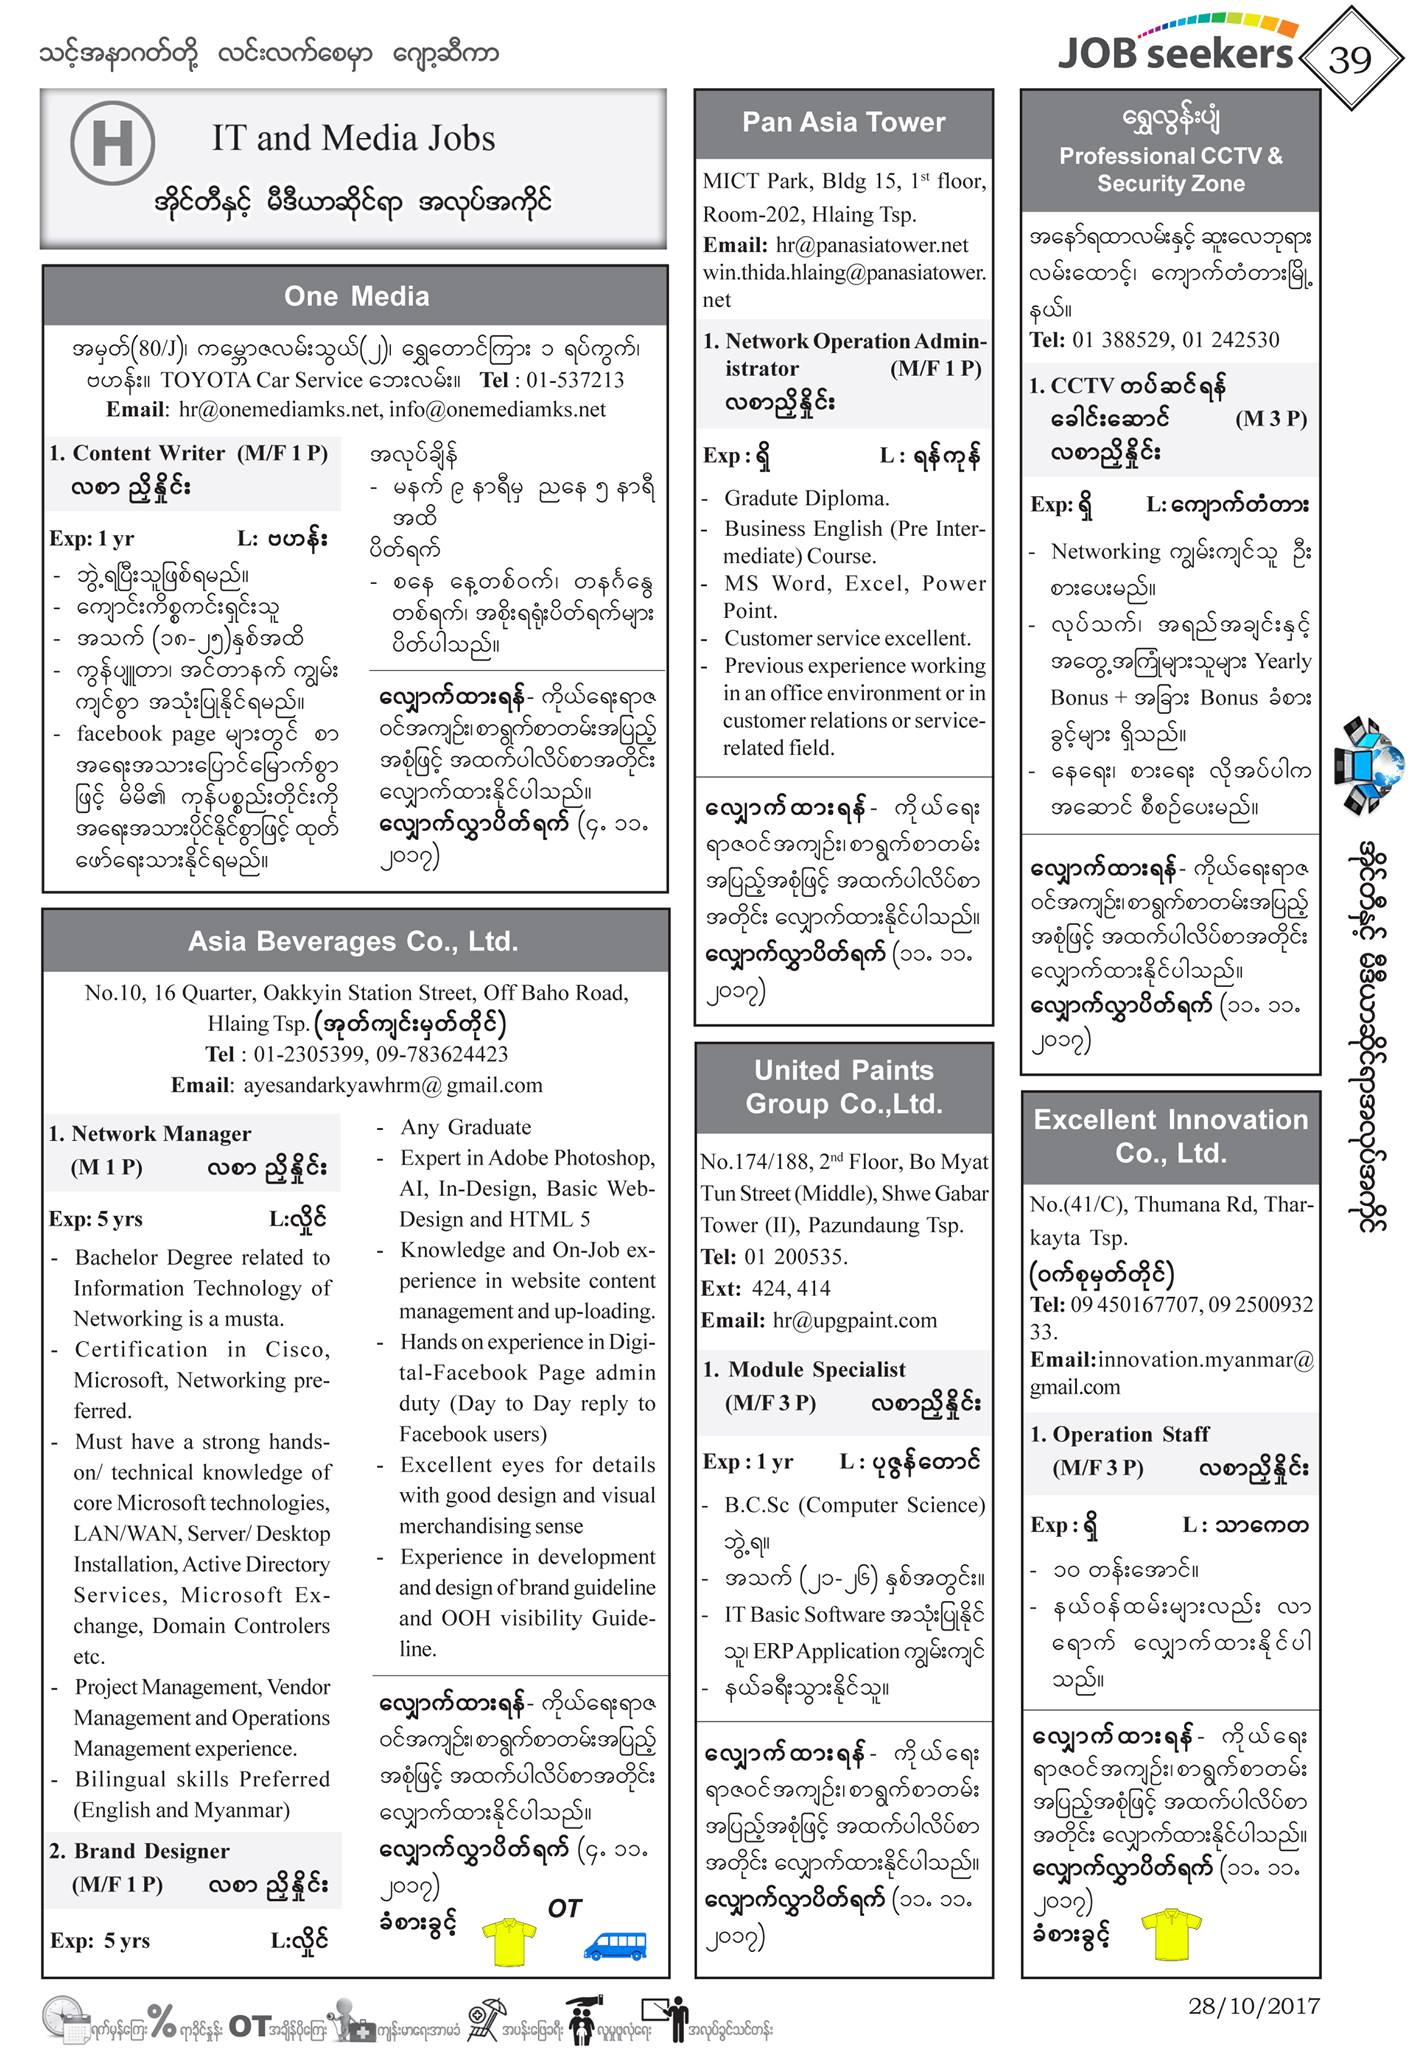 သင့်အနာဂတ်တို့ လင်းလက်စေမှာ ဂျော့ဆီကာ
JOB seekers
39
H
IT and Media Jobs
အိုင်တီနှင့် မီဒီယာဆိုင်ရာ အလုပ်အကိုင်
One Media
အမှတ်(80/J)၊ ကမ္ဘောဇလမ်းသွယ်(၂)၊ ရွှေတောင်ကြား ၁ ရပ်ကွက်၊
ဗဟန်း။ TOYOTA Car Service ဘေးလမ်း။ Tel : 01-537213
Email: hr@onemediamks.net, info@onemediamks.net
1. Content Writer (M/F 1 P)
လစာ ညှိနှိုင်း
Exp: 1 yr L: ဗဟန်း
- ဘွဲ့ရပြီးသူဖြစ်ရမည်။
- ကျောင်းကိစ္စကင်းရှင်းသူ
- အသက် (၁၈-၂၅)နှစ်အထိ
- ကွန်ပျူတာ၊ အင်တာနက် ကျွမ်း
ကျင်စွာ အသုံးပြုနိုင်ရမည်။
- facebook page များတွင် စာ
အရေးအသားပြောင်မြောက်စွာ
ဖြင့် မိမိ၏ ကုန်ပစ္စည်းတိုင်းကို
အရေးအသားပိုင်နိုင်စွာဖြင့် ထုတ်
ဖော်ရေးသားနိုင်ရမည်။
အလုပ်ချိန်
- မနက် ၉ နာရီမှ ညနေ ၅ နာရီ
အထိ
ပိတ်ရက်
- စနေ နေ့တစ်ဝက်၊ တနင်္ဂနွေ
တစ်ရက်၊ အစိုးရရုံးပိတ်ရက်များ
ပိတ်ပါသည်။
လျှောက်ထားရန်- ကိုယ်ရေးရာဇ
ဝင်အကျဉ်း၊စာရွက်စာတမ်းအပြည့်
အစုံဖြင့် အထက်ပါလိပ်စာအတိုင်း
လျှောက်ထားနိုင်ပါသည်။
လျှောက်လွှာပိတ်ရက် (၄. ၁၁.
၂၀၁၇)
Asia Beverages Co., Ltd.
No.10, 16 Quarter, Oakkyin Station Street, Off Baho Road,
Hlaing Tsp. (အုတ်ကျင်းမှတ်တိုင်)
Tel : 01-2305399, 09-783624423
Email: ayesandarkyawhrm@ gmail.com
1. Network Manager
(M 1 P) လစာ ညှိနှိုင်း
Exp: 5 yrs L:လှိုင်
- Bachelor Degree related to
Information Technology of
Networking is a musta.
- Certification in Cisco,
Microsoft, Networking pre-
ferred.
- Must have a strong hands-
on/ technical knowledge of
core Microsoft technologies,
LAN/WAN, Server/ Desktop
Installation, Active Directory
Services, Microsoft Ex-
change, Domain Controlers
etc.
- Project Management, Vendor
Management and Operations
Management experience.
- Bilingual skills Preferred
(English and Myanmar)
2. Brand Designer
(M/F 1 P) လစာ ညှိနှိုင်း
Exp: 5 yrs L:လှိုင်
- Any Graduate
- Expert in Adobe Photoshop,
AI, In-Design, Basic Web-
Design and HTML 5
- Knowledge and On-Job ex-
perience in website content
management and up-loading.
- Hands on experience in Digi-
tal-Facebook Page admin
duty (Day to Day reply to
Facebook users)
- Excellent eyes for details
with good design and visual
merchandising sense
- Experience in development
and design of brand guideline
and OOH visibility Guide-
line.
လျှောက်ထားရန်- ကိုယ်ရေးရာဇ
ဝင်အကျဉ်း၊စာရွက်စာတမ်းအပြည့်
အစုံဖြင့် အထက်ပါလိပ်စာအတိုင်း
လျှောက်ထားနိုင်ပါသည်။
လျှောက်လွှာပိတ်ရက် (၄. ၁၁.
၂၀၁၇)
ခံစားခွင့် OT
Pan Asia Tower
MICT Park, Bldg 15, 1st floor,
Room-202, Hlaing Tsp.
Email: hr@panasiatower.net
win.thida.hlaing@panasiatower.
net
1. Network Operation Admin-
istrator (M/F 1 P)
လစာညှိနှိုင်း
Exp : ရှိ L : ရန်ကုန်
- Gradute Diploma.
- Business English (Pre Inter-
mediate) Course.
- MS Word, Excel, Power
Point.
- Customer service excellent.
- Previous experience working
in an office environment or in
customer relations or service-
related field.
လျှောက်ထားရန်- ကိုယ်ရေး
ရာဇဝင်အကျဉ်း၊စာရွက်စာတမ်း
အပြည့်အစုံဖြင့် အထက်ပါလိပ်စာ
အတိုင်း လျှောက်ထားနိုင်ပါသည်။
လျှောက်လွှာပိတ်ရက် (၁၁. ၁၁.
၂၀၁၇)
United Paints
Group Co.,Ltd.
No.174/188, 2nd Floor, Bo Myat
Tun Street (Middle), Shwe Gabar
Tower (II), Pazundaung Tsp.
Tel: 01 200535.
Ext: 424, 414
Email: hr@upgpaint.com
1. Module Specialist
(M/F 3 P) လစာညှိနှိုင်း
Exp : 1 yr L : ပုဇွန်တောင်
- B.C.Sc (Computer Science)
ဘွဲ့ရ။
- အသက် (၂၁-၂၆) နှစ်အတွင်း။
- IT Basic Software အသုံးပြုနိုင်
သူ၊ ERP Application ကျွမ်းကျင်
- နယ်ခရီးသွားနိုင်သူ။
လျှောက်ထားရန်- ကိုယ်ရေး
ရာဇဝင်အကျဉ်း၊စာရွက်စာတမ်း
အပြည့်အစုံဖြင့် အထက်ပါလိပ်စာ
အတိုင်း လျှောက်ထားနိုင်ပါသည်။
လျှောက်လွှာပိတ်ရက် (၁၁. ၁၁.
၂၀၁၇)
ရွှေလွန်းပျံ
Professional CCTV &
Security Zone
အနော်ရထာလမ်းနှင့် ဆူးလေဘုရား
လမ်းထောင့်၊ ကျောက်တံတားမြို့
နယ်။
Tel: 01 388529, 01 242530
1. CCTV တပ်ဆင်ရန်
ခေါင်းဆောင် (M 3 P)
လစာညှိနှိုင်း
Exp: ရှိ L: ကျောက်တံတား
- Networking ကျွမ်းကျင်သူ ဦး
စားပေးမည်။
- လုပ်သက်၊ အရည်အချင်းနှင့်
အတွေ့အကြုံများသူများ Yearly
Bonus + အခြား Bonus ခံစား
ခွင့်များ ရှိသည်။
- နေရေး၊ စားရေး လိုအပ်ပါက
အဆောင် စီစဉ်ပေးမည်။
လျှောက်ထားရန်- ကိုယ်ရေးရာဇ
ဝင်အကျဉ်း၊စာရွက်စာတမ်းအပြည့်
အစုံဖြင့် အထက်ပါလိပ်စာအတိုင်း
လျှောက်ထားနိုင်ပါသည်။
လျှောက်လွှာပိတ်ရက် (၁၁. ၁၁.
၂၀၁၇)
Excellent Innovation
Co., Ltd.
No.(41/C), Thumana Rd, Thar-
kayta Tsp.
(ဝက်စုမှတ်တိုင်)
Tel: 09 450167707, 09 2500932
33.
Email:innovation.myanmar@
gmail.com
1. Operation Staff
(M/F 3 P) လစာညှိနှိုင်း
Exp : ရှိ L : သာကေတ
- ၁၀ တန်းအောင်။
- နယ်ဝန်ထမ်းများလည်း လာ
ရောက် လျှောက်ထားနိုင်ပါ
သည်။
လျှောက်ထားရန်- ကိုယ်ရေး
ရာဇဝင်အကျဉ်း၊စာရွက်စာတမ်း
အပြည့်အစုံဖြင့် အထက်ပါလိပ်စာ
အတိုင်း လျှောက်ထားနိုင်ပါသည်။
လျှောက်လွှာပိတ်ရက် (၁၁. ၁၁.
၂၀၁၇)
ခံစားခွင့်
အိုင်တီနှင့် မီဒီယာဆိုင်ရာအလုပ်အကိုင်
28/10/2017
ရက်မှန်ကြေး % ရာခိုင်နှုန်း OT အချိန်ပိုကြေး ကျန်းမာရေးအာမခံ အပန်းဖြေခရီး လူမှုဖူလုံရေး အလုပ်ခွင်သင်တန်း